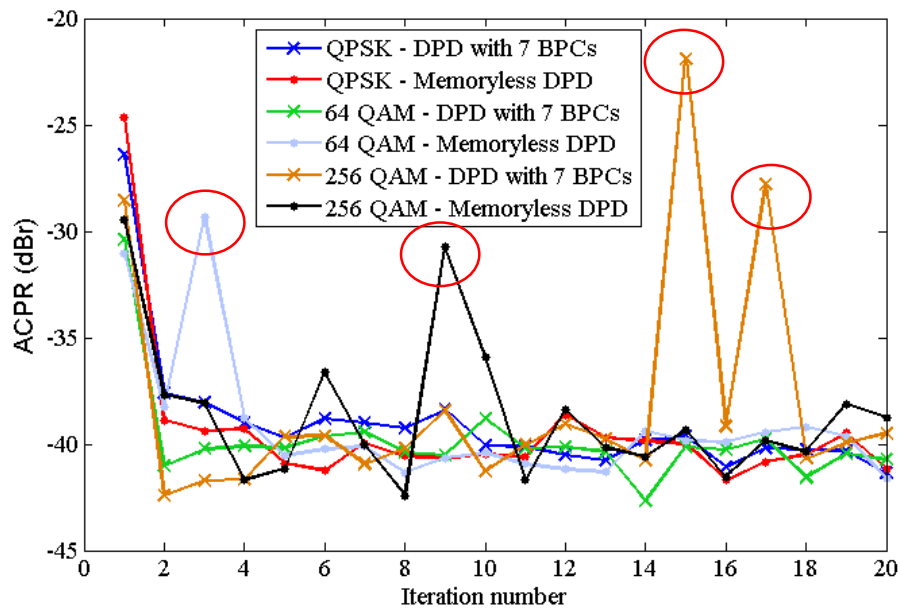 -20
-25
-30
-35
-40
-45
ACPR (dBr)
QPSK - DPD with 7 BPCs
QPSK - Memoryless DPD
64 QAM - DPD with 7 BPCs
64 QAM - Memoryless DPD
256 QAM - DPD with 7 BPCs
256 QAM - Memoryless DPD
0 2 4 6 8 10 12 14 16 18 20
Iteration number